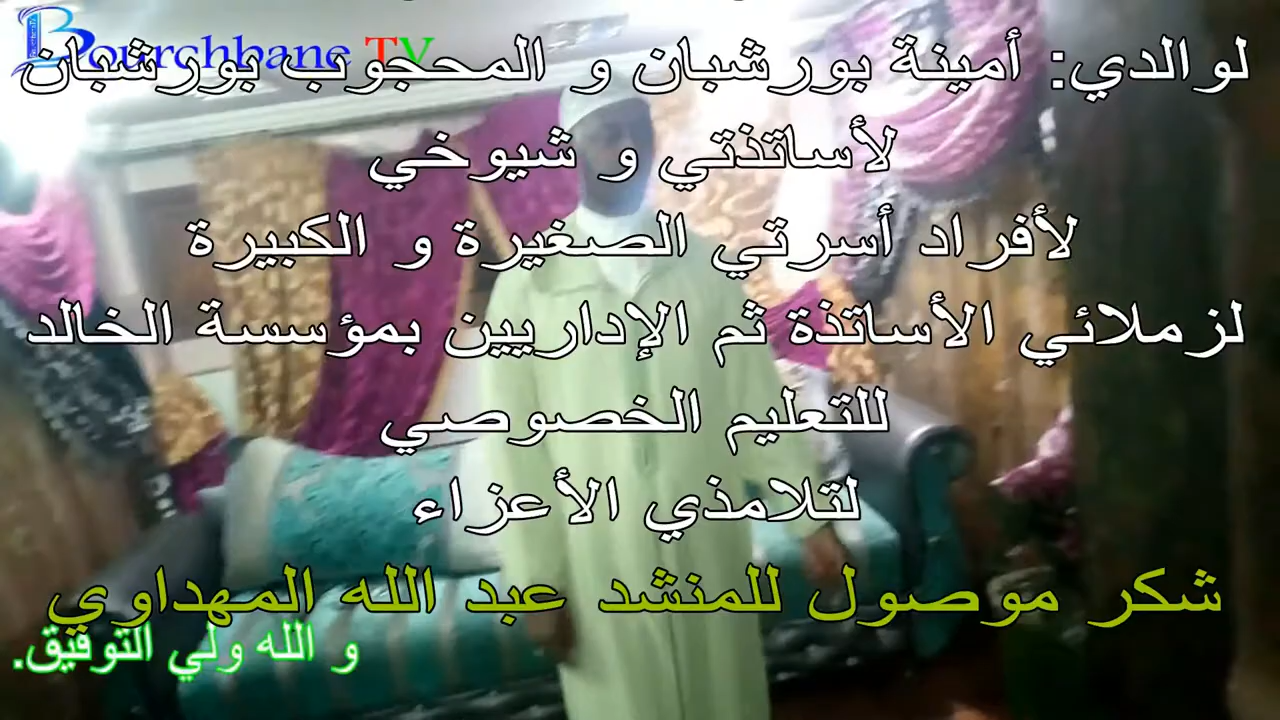 Bourchbane TV
لوالدي: أمينة بورشبان و المحجوب بورشبان
لأساتذتي و شيوخي
لأفراد أسرتي الصغيرة و الكبيرة
لزملائي الأساتذة ثم الإداريين بمؤسسة الخالد
للتعليم الخصوصي
لتلامذي الأعزاء
شكر موصول للمنشد عبد الله المهداوي
و الله ولي التوفيق.